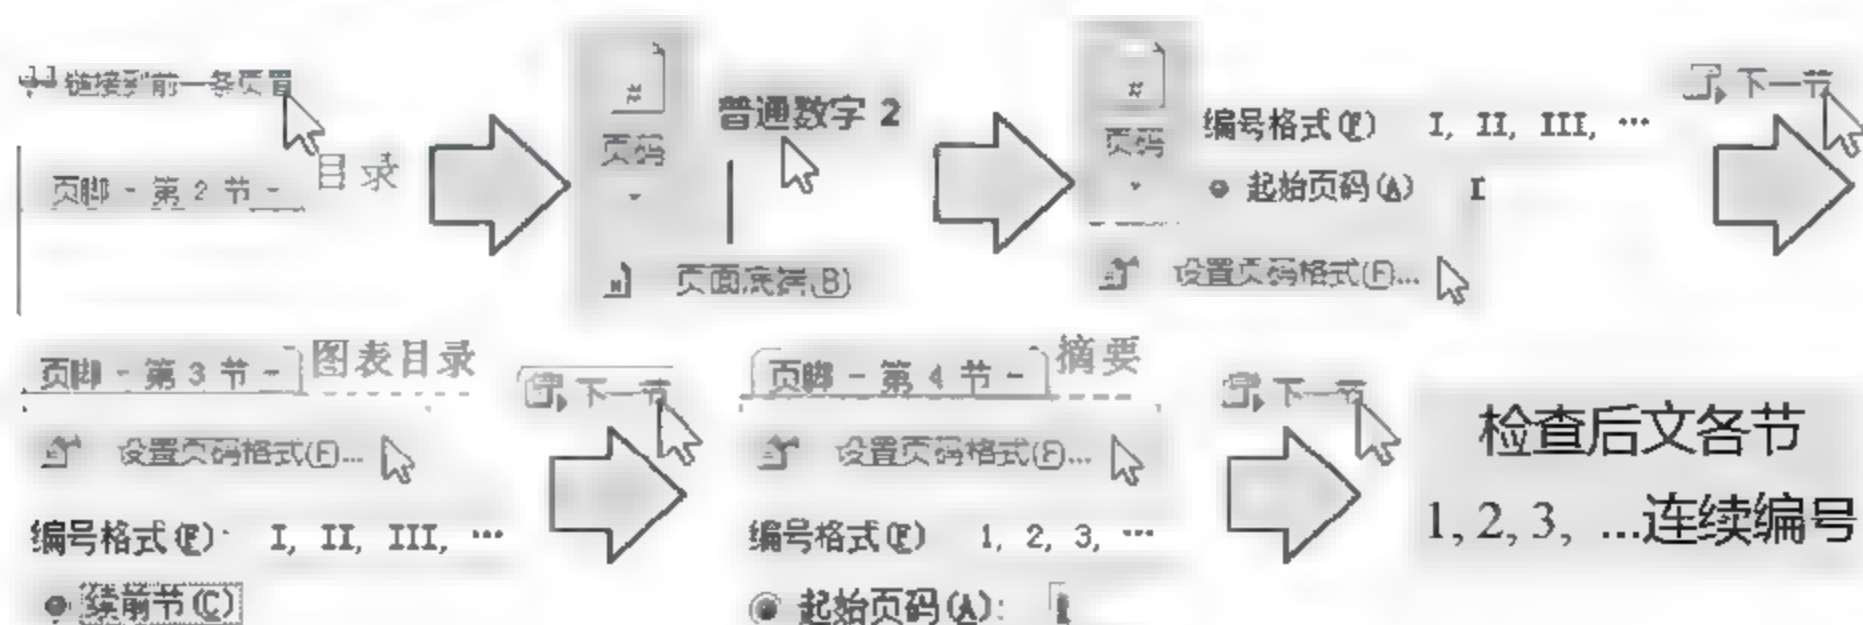 链接到前一条页眉
页脚 - 第 2 节 -
目录
普通数字 2
页码
页面底端(B)
页码
编号格式(F) I, II, III, …
起始页码(A) I
设置页码格式(F)...
下一节
页脚 - 第 3 节 -
图表目录
设置页码格式(F)...
编号格式(F): I, II, III, …
续前节(C)
下一节
页脚 - 第 4 节 -
摘要
设置页码格式(F)...
编号格式(F) 1, 2, 3, …
起始页码(A):
下一节
检查后文各节
1, 2, 3, ...连续编号